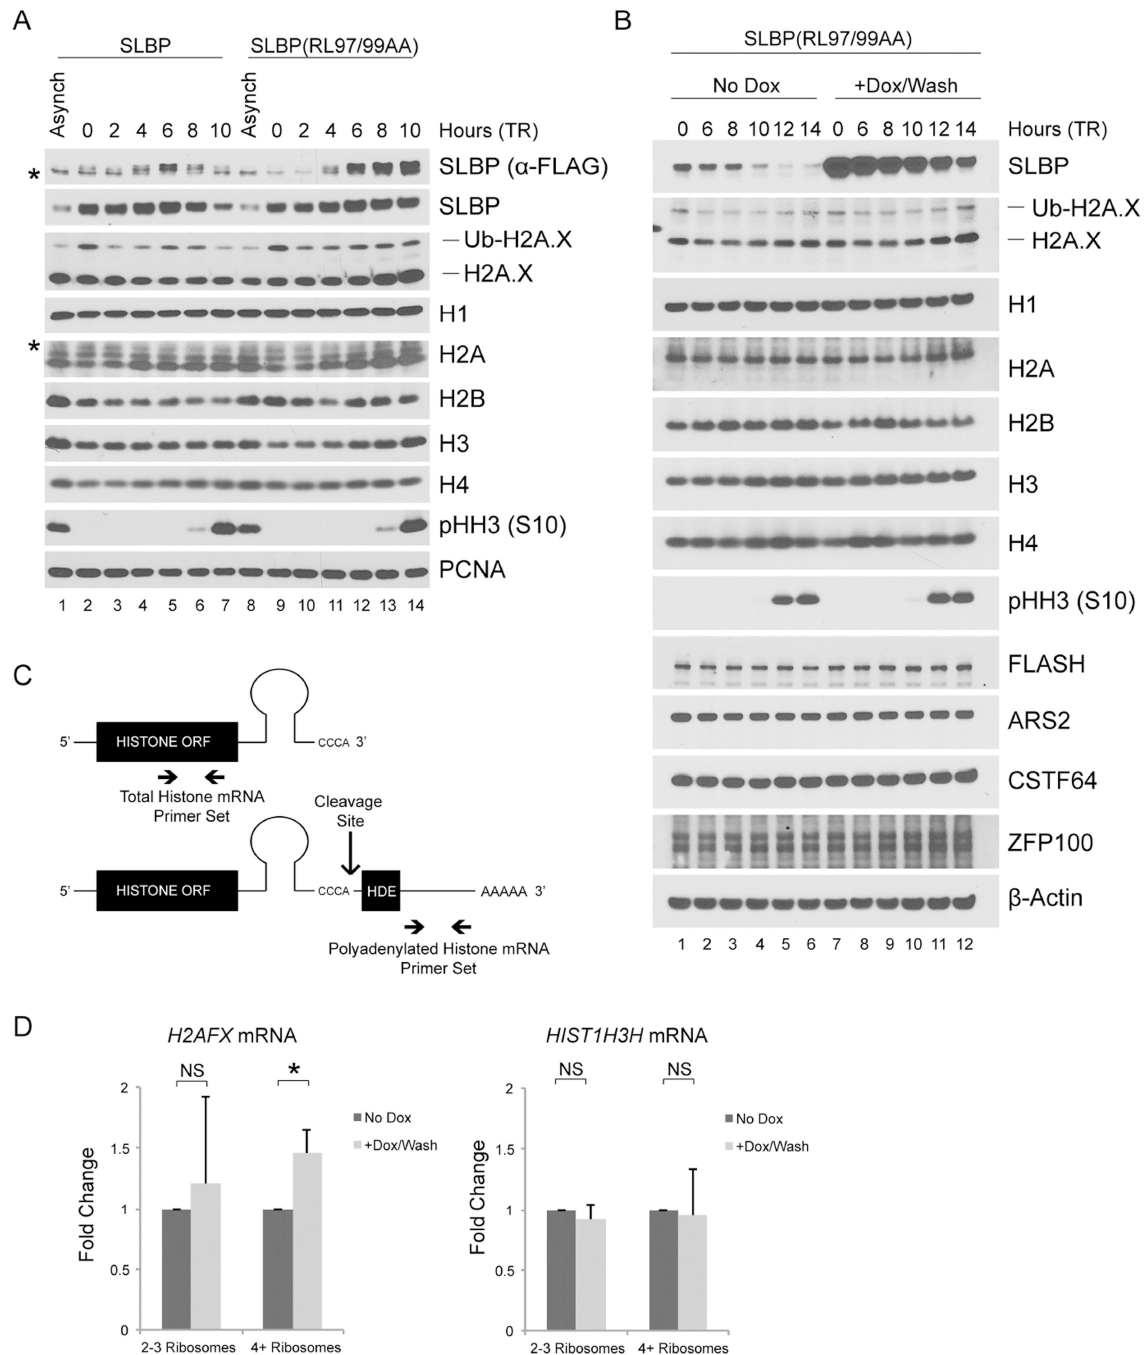 A
SLBP SLBP(RL97/99AA)
Asynch 0 2 4 6 8 10 Asynch 0 2 4 6 8 10 Hours (TR)
* SLBP (α-FLAG)
SLBP
Ub-H2A.X
H2A.X
H1
* H2A
H2B
H3
H4
pHH3 (S10)
PCNA
1 2 3 4 5 6 7 8 9 10 11 12 13 14
B
SLBP(RL97/99AA)
No Dox +Dox/Wash
0 6 8 10 12 14 0 6 8 10 12 14 Hours (TR)
SLBP
Ub-H2A.X
H2A.X
H1
H2A
H2B
H3
H4
pHH3 (S10)
FLASH
ARS2
CSTF64
ZFP100
β-Actin
1 2 3 4 5 6 7 8 9 10 11 12
C
5' HISTONE ORF CCCA 3'
Total Histone mRNA
Primer Set
Cleavage
Site
5' HISTONE ORF CCCA HDE AAAAA 3'
Polyadenylated Histone mRNA
Primer Set
D
H2AFX mRNA
NS *
2
1.5
1
0.5
0
Fold Change
No Dox
+Dox/Wash
2-3 Ribosomes 4+ Ribosomes
HIST1H3H mRNA
NS NS
2
1.5
1
0.5
0
Fold Change
No Dox
+Dox/Wash
2-3 Ribosomes 4+ Ribosomes